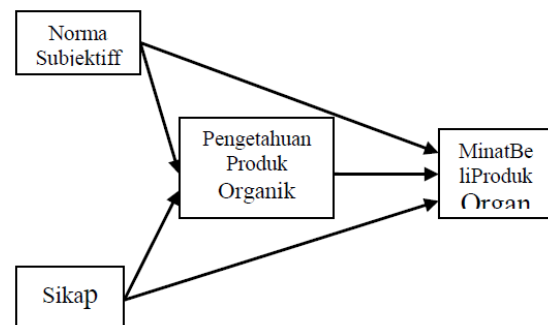 Norma
Subjektiff
Pengetahuan
Produk
Organik
MinatBe
liProduk
Organ
Sikap